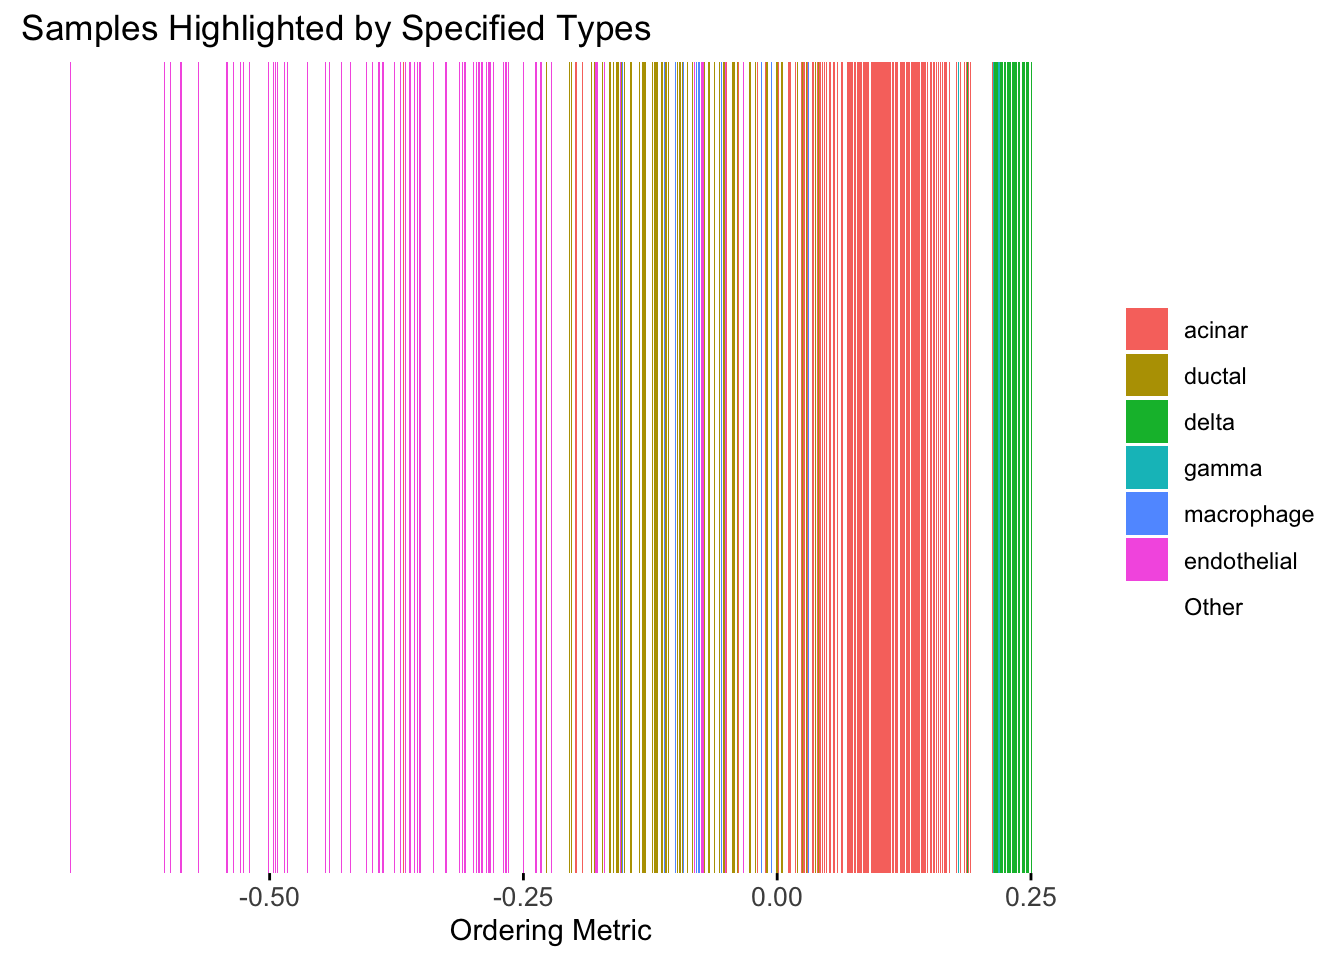 Samples Highlighted by Specified Types
acinar
ductal
delta
gamma
macrophage
endothelial
Other
-0.50 -0.25 0.00 0.25
Ordering Metric